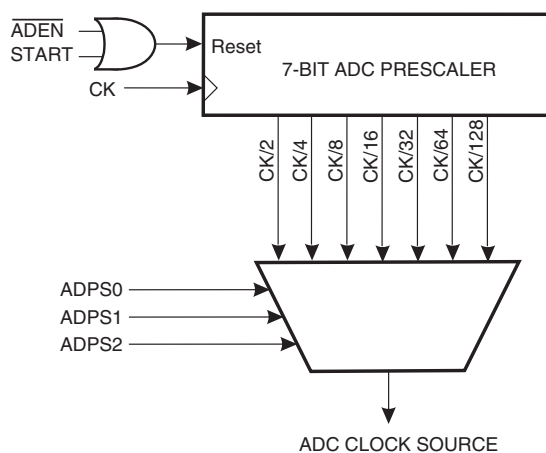 ADEN
START
Reset
7-BIT ADC PRESCALER
CK
CK/2
CK/4
CK/8
CK/16
CK/32
CK/64
CK/128
ADPS0
ADPS1
ADPS2
ADC CLOCK SOURCE